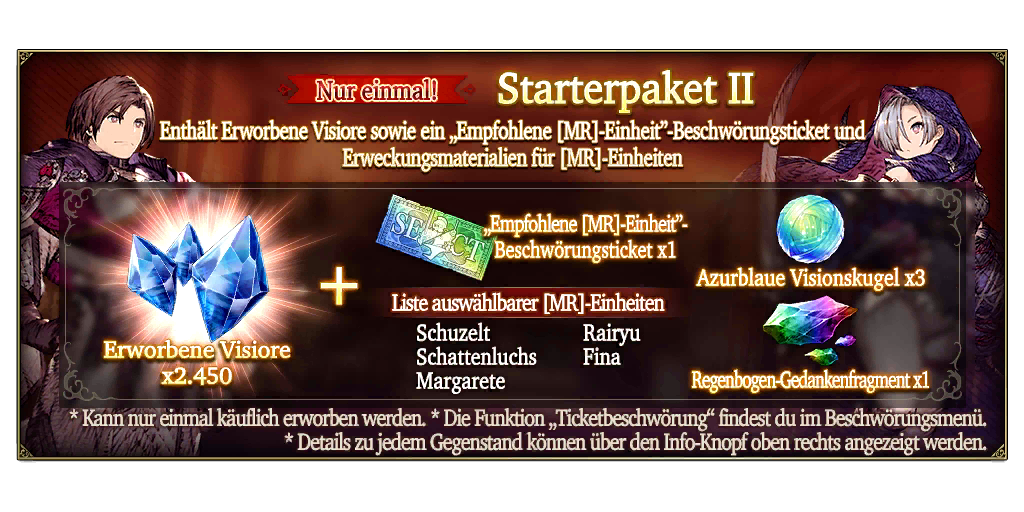 Nur einmal!
Starterpaket II
Enthält Erworbene Visiore sowie ein „Empfohlene [MR]-Einheit”-Beschwörungsticket und
Erweckungsmaterialien für [MR]-Einheiten
Erworbene Visiore
x2.450
+
SELECT
„Empfohlene [MR]-Einheit”-
Beschwörungsticket x1
Liste auswählbarer [MR]-Einheiten
Schuzelt
Rairyu
Schattenluchs
Fina
Margarete
Azurblaue Visionskugel x3
Regenbogen-Gedankenfragment x1
* Kann nur einmal käuflich erworben werden. * Die Funktion „Ticketbeschwörung“ findest du im Beschwörungsmenü.
* Details zu jedem Gegenstand können über den Info-Knopf oben rechts angezeigt werden.